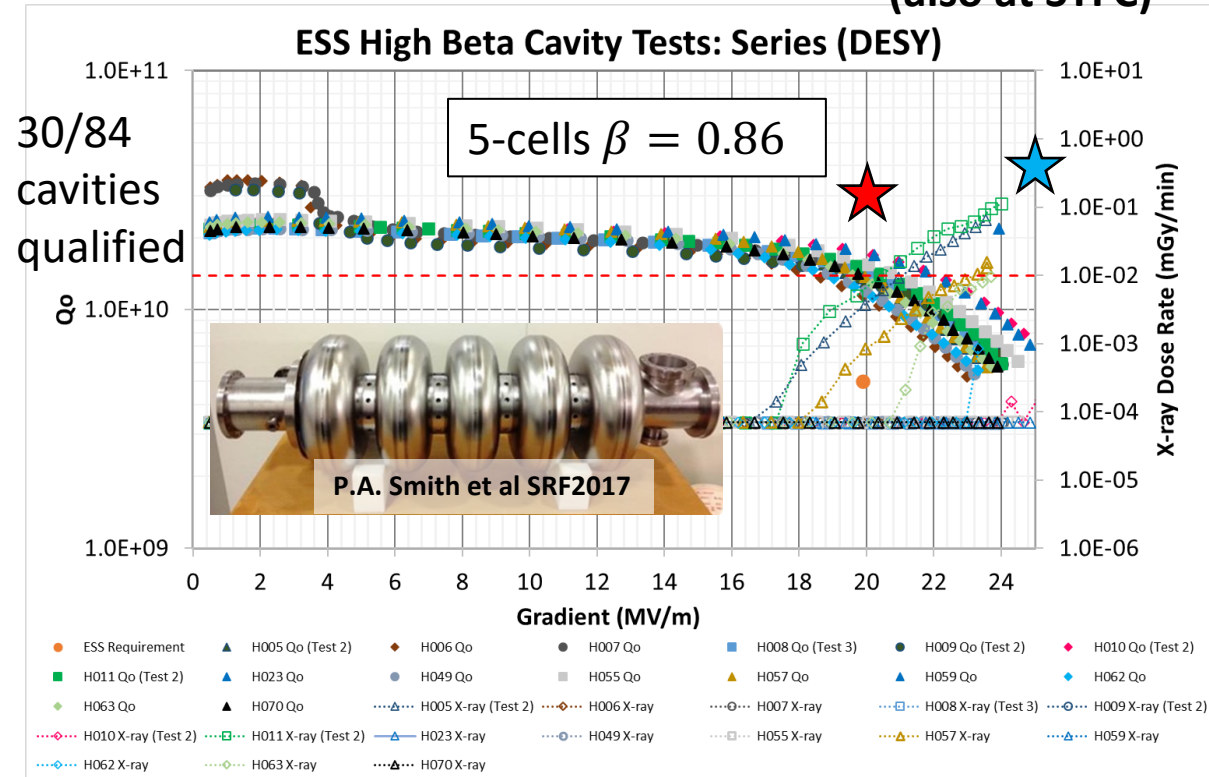 (also at STFC)
ESS High Beta Cavity Tests: Series (DESY)
30/84
cavities
qualified
5-cells β = 0.86
1.0E+11
1.0E+10
1.0E+09
Qo
1.0E+01
1.0E+00
1.0E-01
1.0E-02
1.0E-03
1.0E-04
1.0E-05
1.0E-06
X-ray Dose Rate (mGy/min)
P.A. Smith et al SRF2017
0 2 4 6 8 10 12 14 16 18 20 22 24
Gradient (MV/m)
ESS Requirement H005 Qo (Test 2) H006 Qo H007 Qo H008 Qo (Test 3) H009 Qo (Test 2) H010 Qo (Test 2)
H011 Qo (Test 2) H023 Qo H049 Qo H055 Qo H057 Qo H059 Qo H062 Qo
H063 Qo H070 Qo H005 X-ray (Test 2) H006 X-ray H007 X-ray H008 X-ray (Test 3) H009 X-ray (Test 2)
H010 X-ray (Test 2) H011 X-ray (Test 2) H023 X-ray H049 X-ray H055 X-ray H057 X-ray H059 X-ray
H062 X-ray H063 X-ray H070 X-ray